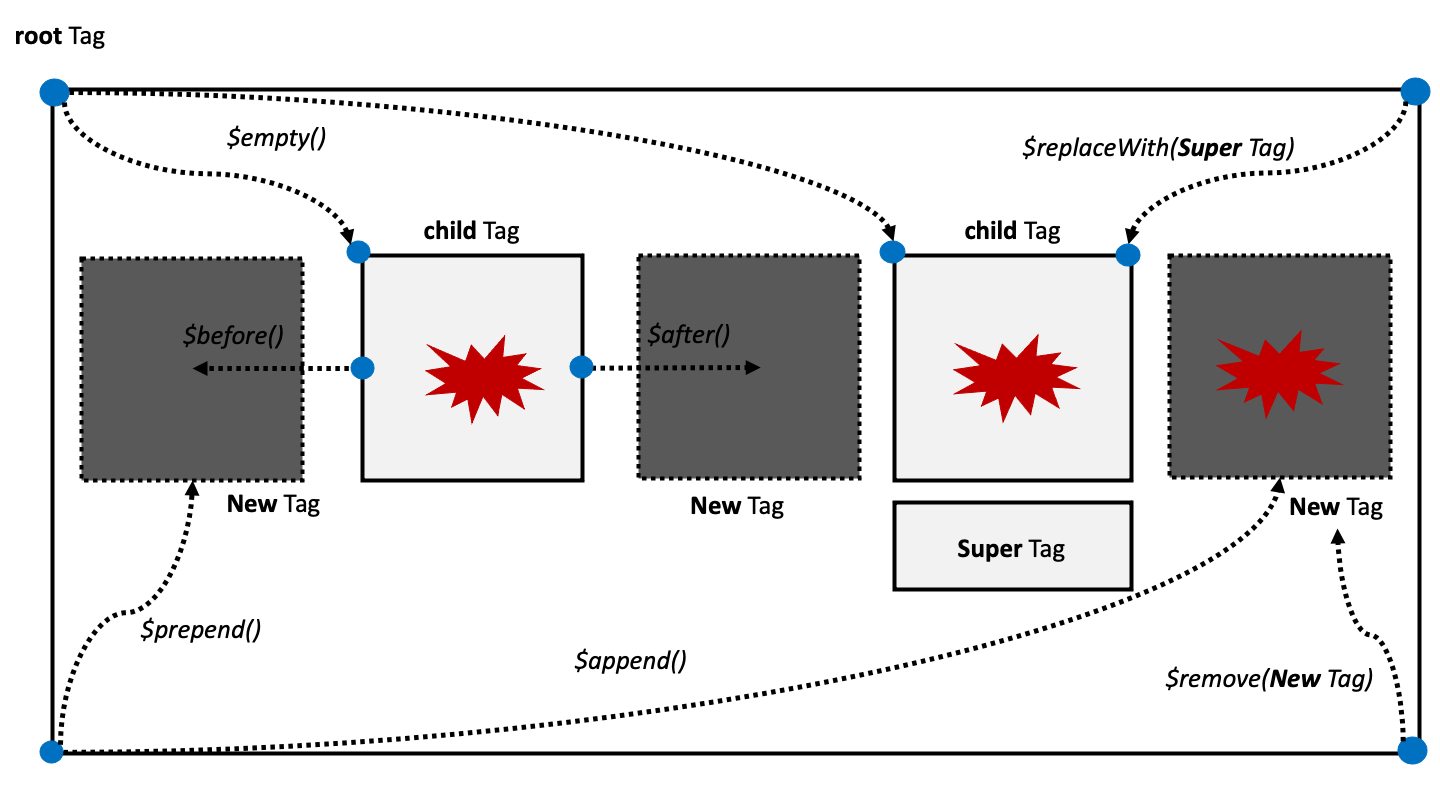 root Tag
$empty()
$replaceWith(Super Tag)
child Tag
child Tag
$before()
$after()
New Tag
New Tag
New Tag
Super Tag
$prepend()
$append()
$remove(New Tag)